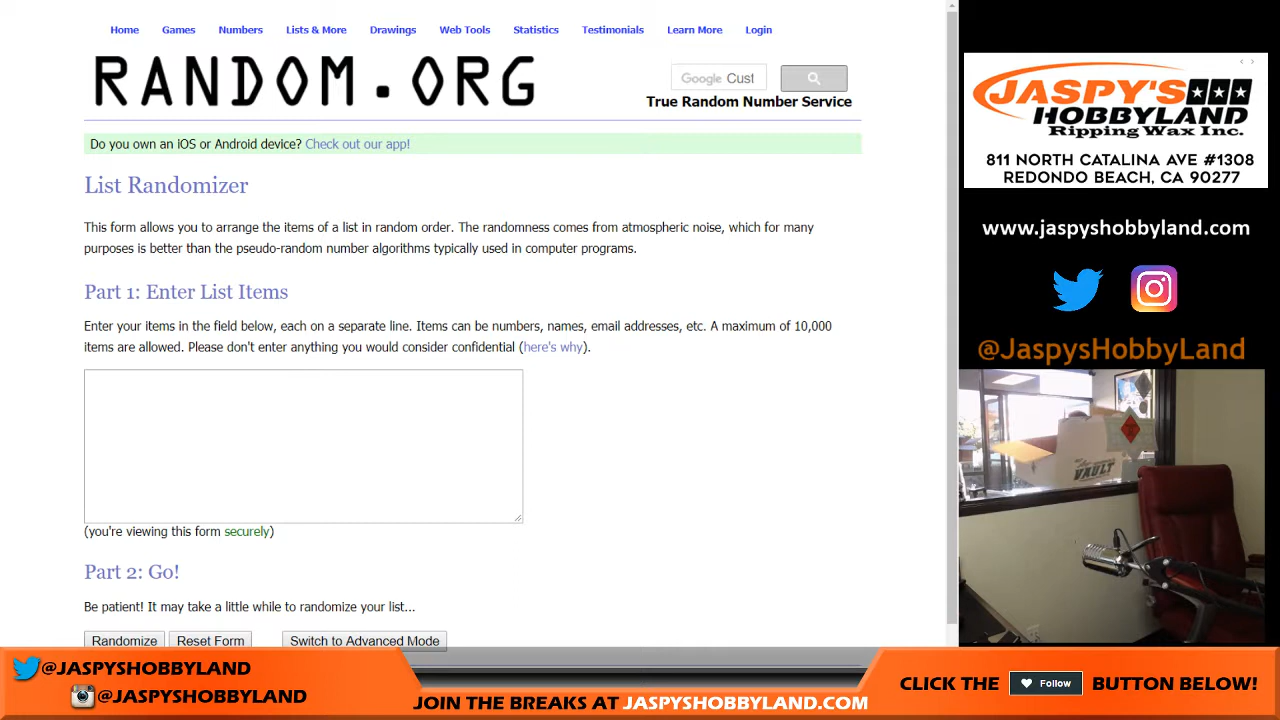 Home Games Numbers Lists & More Drawings Web Tools Statistics Testimonials Learn More Login
RANDOM.ORG
Google Cust
True Random Number Service
Do you own an iOS or Android device? Check out our app!
List Randomizer
This form allows you to arrange the items of a list in random order. The randomness comes from atmospheric noise, which for many
purposes is better than the pseudo-random number algorithms typically used in computer programs.
Part 1: Enter List Items
Enter your items in the field below, each on a separate line. Items can be numbers, names, email addresses, etc. A maximum of 10,000
items are allowed. Please don't enter anything you would consider confidential (here's why).
(you're viewing this form securely)
Part 2: Go!
Be patient! It may take a little while to randomize your list...
Randomize Reset Form Switch to Advanced Mode
JASPY'S
HOBBYLAND
Ripping Wax Inc.
811 NORTH CATALINA AVE #1308
REDONDO BEACH, CA 90277
www.jaspyshobbyland.com
@JaspysHobbyLand
VAULT
@JASPYSHOBBYLAND
@JASPYSHOBBYLAND
JOIN THE BREAKS AT JASPYSHOBBYLAND.COM
CLICK THE Follow BUTTON BELOW!